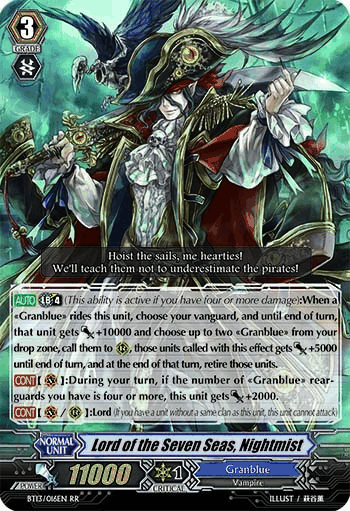 3
GRADE
Hoist the sails, me hearties!
We'll teach them not to underestimate the pirates!
AUTO LB 4 (This ability is active if you have four or more damage):When a
«Granblue» rides this unit, choose your vanguard, and until end of turn,
that unit gets +10000 and choose up to two «Granblue» from your
drop zone, call them to , those units called with this effect gets +5000
until end of turn, and at the end of that turn, retire those units.
CONT [ ]:During your turn, if the number of «Granblue» rear-
guards you have is four or more, this unit gets +2000.
CONT [ / ]:Lord (If you have a unit without a same clan as this unit, this unit cannot attack)
NORMAL
UNIT
Lord of the Seven Seas, Nightmist
POWER
11000
1
CRITICAL
Granblue
Vampire
BT13/016EN RR
ILLUST / 萩谷薫